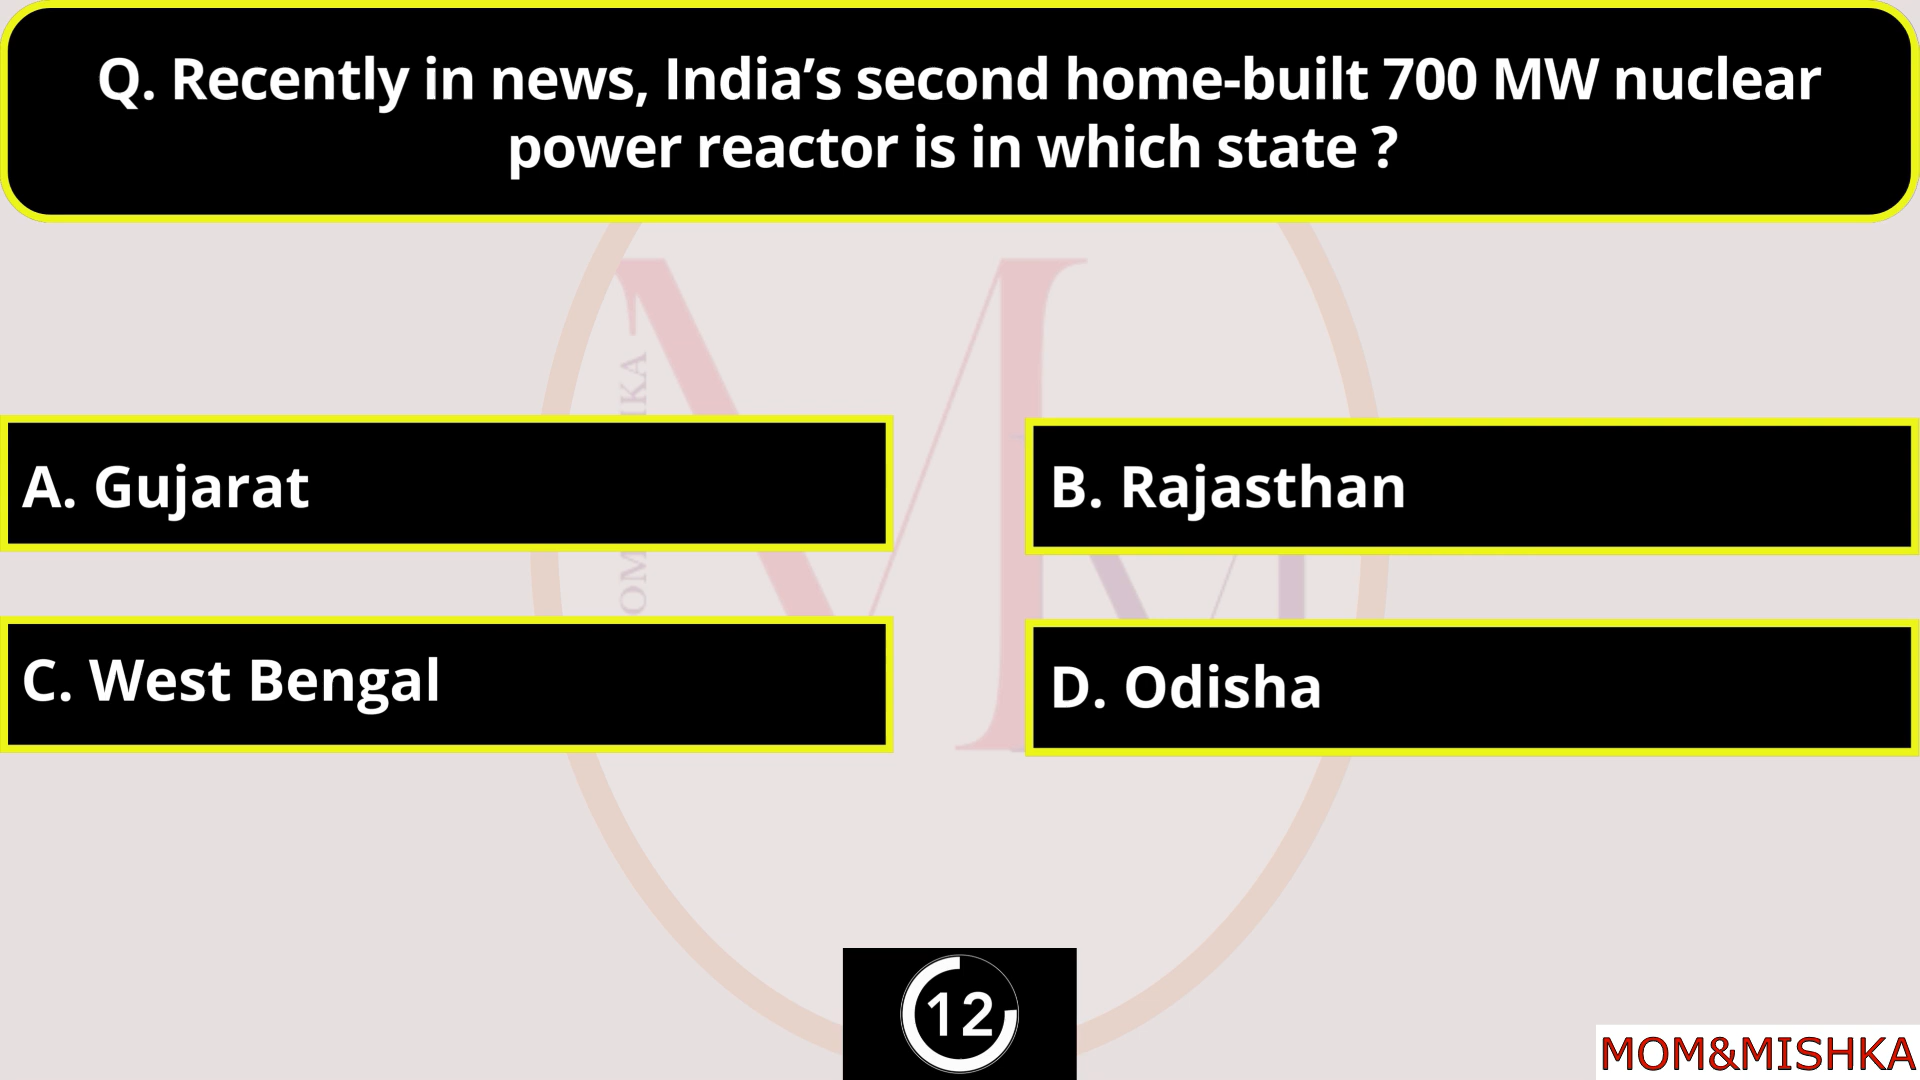 Q. Recently in news, India’s second home-built 700 MW nuclear
power reactor is in which state ?
A. Gujarat
B. Rajasthan
C. West Bengal
D. Odisha
12
MOM&MISHKA